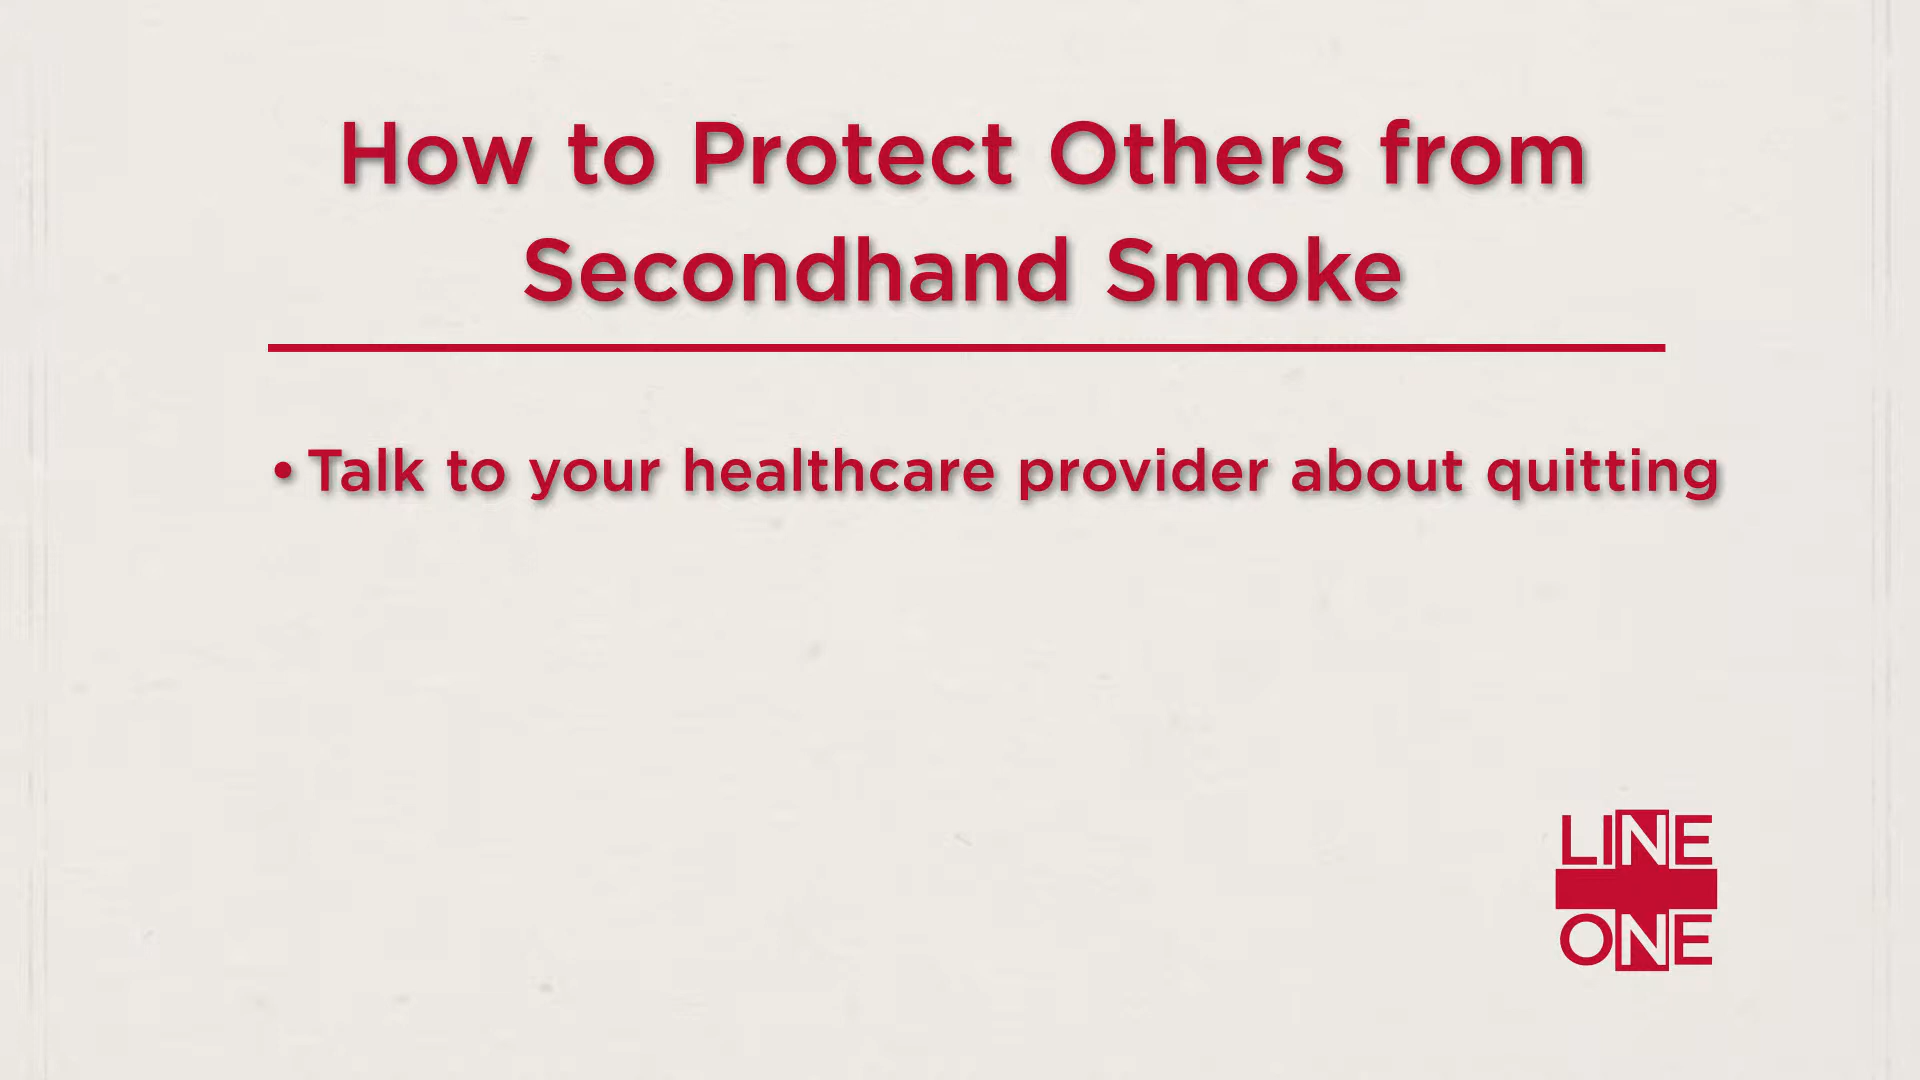 How to Protect Others from
Secondhand Smoke
• Talk to your healthcare provider about quitting
LINE
ONE